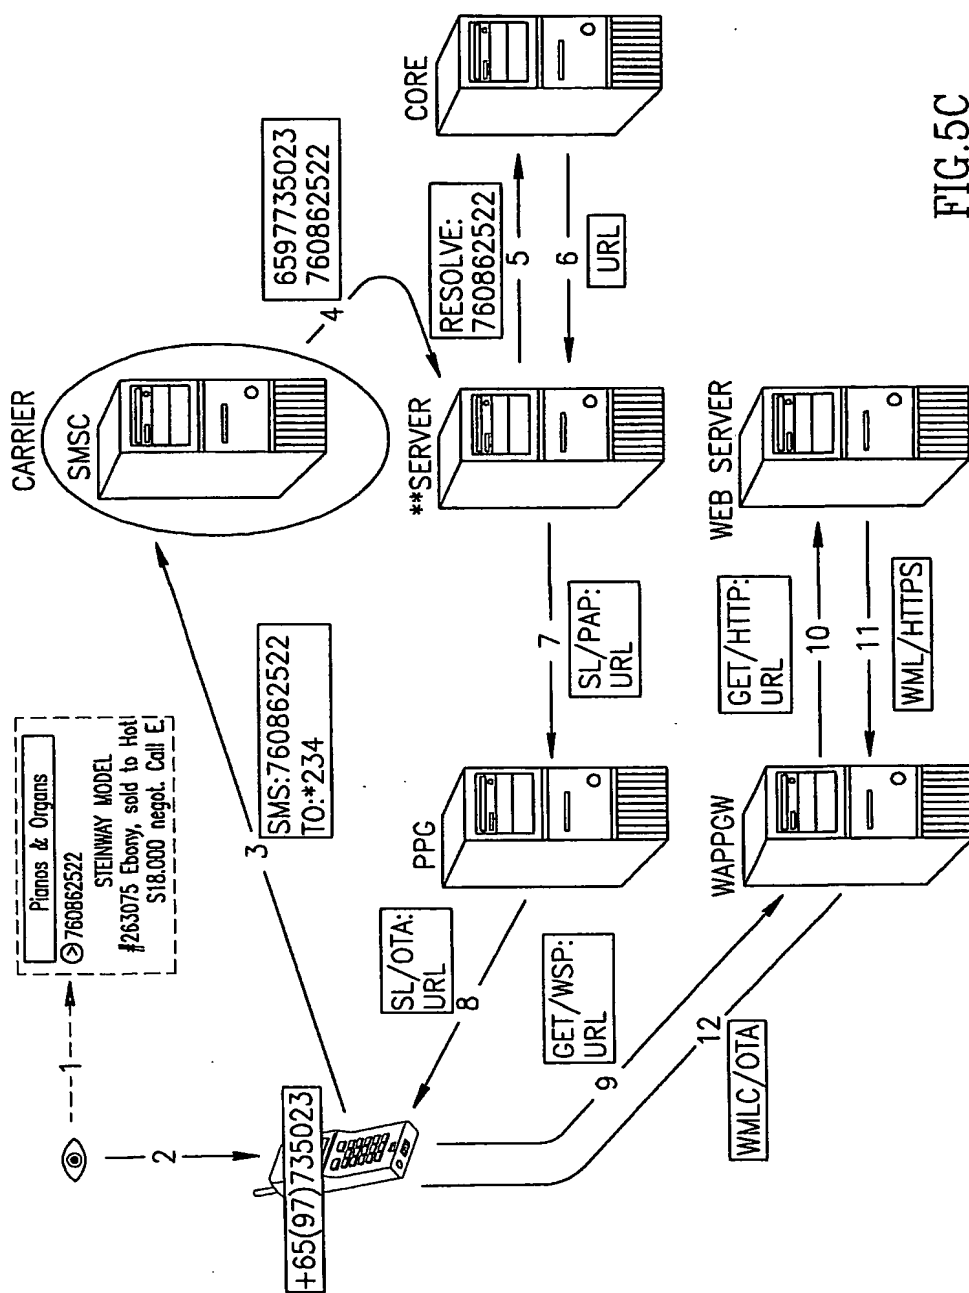 Pianos & Organs
760862522
STEINWAY MODEL
#263075 Ebony, sold to Hot
S18.000 negot. Call E.
1
2
+65(97)735023
3
SMS:760862522
TO:*234
CARRIER
SMSC
4
6597735023
760862522
**SERVER
RESOLVE:
760862522
5
6
URL
CORE
7
SL/PAP:
URL
PPG
SL/OTA:
URL
8
GET/WSP:
URL
9
WAPPGW
GET/HTTP:
URL
10
WEB SERVER
11
WML/HTTPS
12
WMLC/OTA
FIG.5C